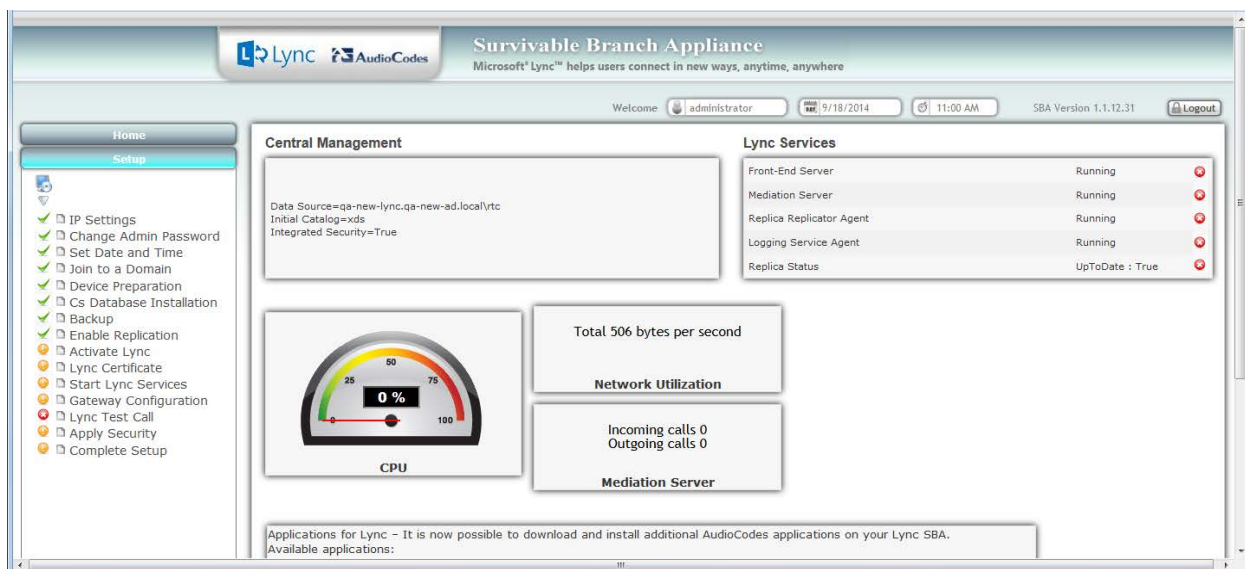 Lync AudioCodes
Survivable Branch Appliance
Microsoft® Lync™ helps users connect in new ways, anytime, anywhere
Welcome administrator 9/18/2014 11:00 AM SBA Version 1.1.12.31 Logout
Home
Setup
IP Settings
Change Admin Password
Set Date and Time
Join to a Domain
Device Preparation
Cs Database Installation
Backup
Enable Replication
Activate Lync
Lync Certificate
Start Lync Services
Gateway Configuration
Lync Test Call
Apply Security
Complete Setup
Central Management
Data Source=qa-new-lync.qa-new-ad.local\rtc
Initial Catalog=xds
Integrated Security=True
Lync Services
Front-End Server Running
Mediation Server Running
Replica Replicator Agent Running
Logging Service Agent Running
Replica Status UpToDate : True
0 25 50 75 100
0 %
CPU
Total 506 bytes per second
Network Utilization
Incoming calls 0
Outgoing calls 0
Mediation Server
Applications for Lync - It is now possible to download and install additional AudioCodes applications on your Lync SBA.
Available applications: